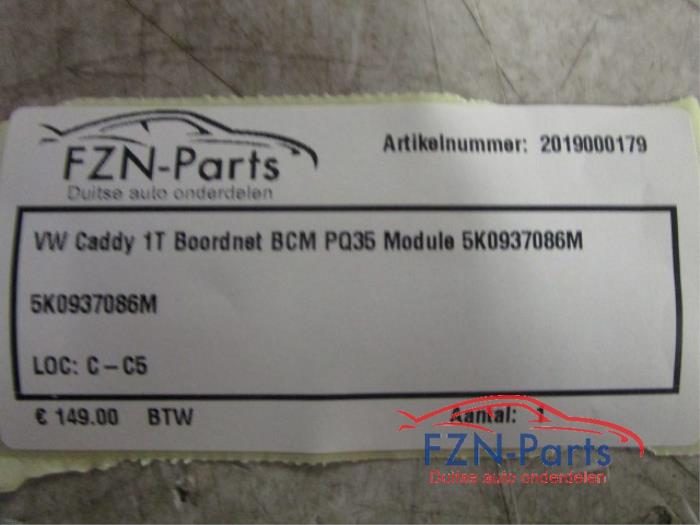 FZN-Parts
Duitse auto onderdelen
Artikelnummer: 2019000179
VW Caddy 1T Boordnet BCM PQ35 Module 5K0937086M
5K0937086M
LOC: C - C5
€ 149.00 BTW
Aantal: 1
FZN-Parts
Duitse auto onderdelen